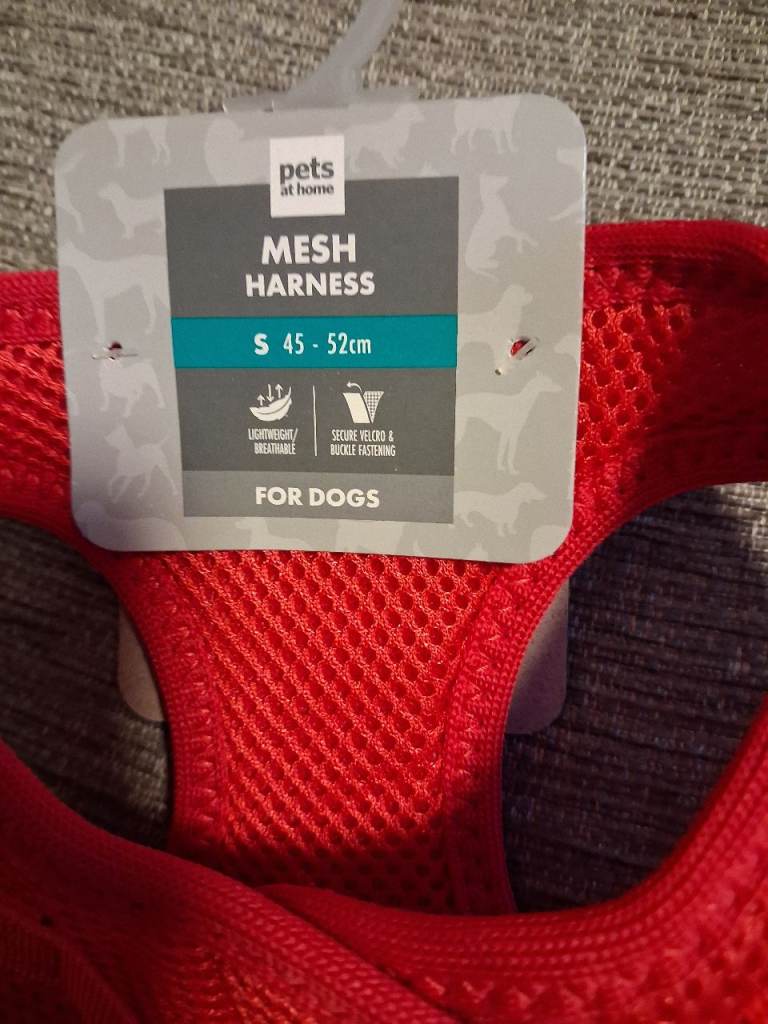 pets
at home
MESH
HARNESS
S 45 - 52cm
LIGHTWEIGHT/
BREATHABLE
SECURE VELCRO &
BUCKLE FASTENING
FOR DOGS